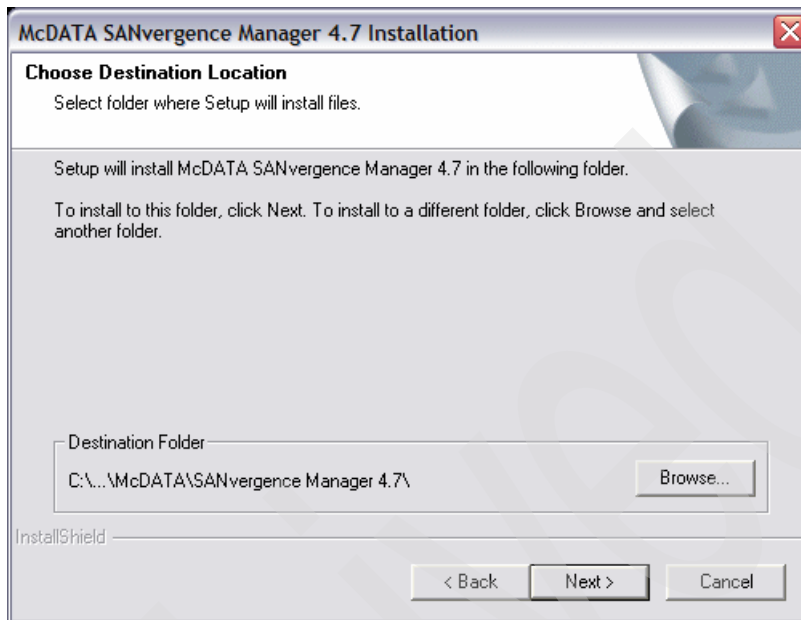 McDATA SANvergence Manager 4.7 Installation
Choose Destination Location
Select folder where Setup will install files.
Setup will install McDATA SANvergence Manager 4.7 in the following folder.
To install to this folder, click Next. To install to a different folder, click Browse and select
another folder.
Destination Folder
C:\...\McDATA\SANvergence Manager 4.7\
Browse...
InstallShield
< Back
Next >
Cancel